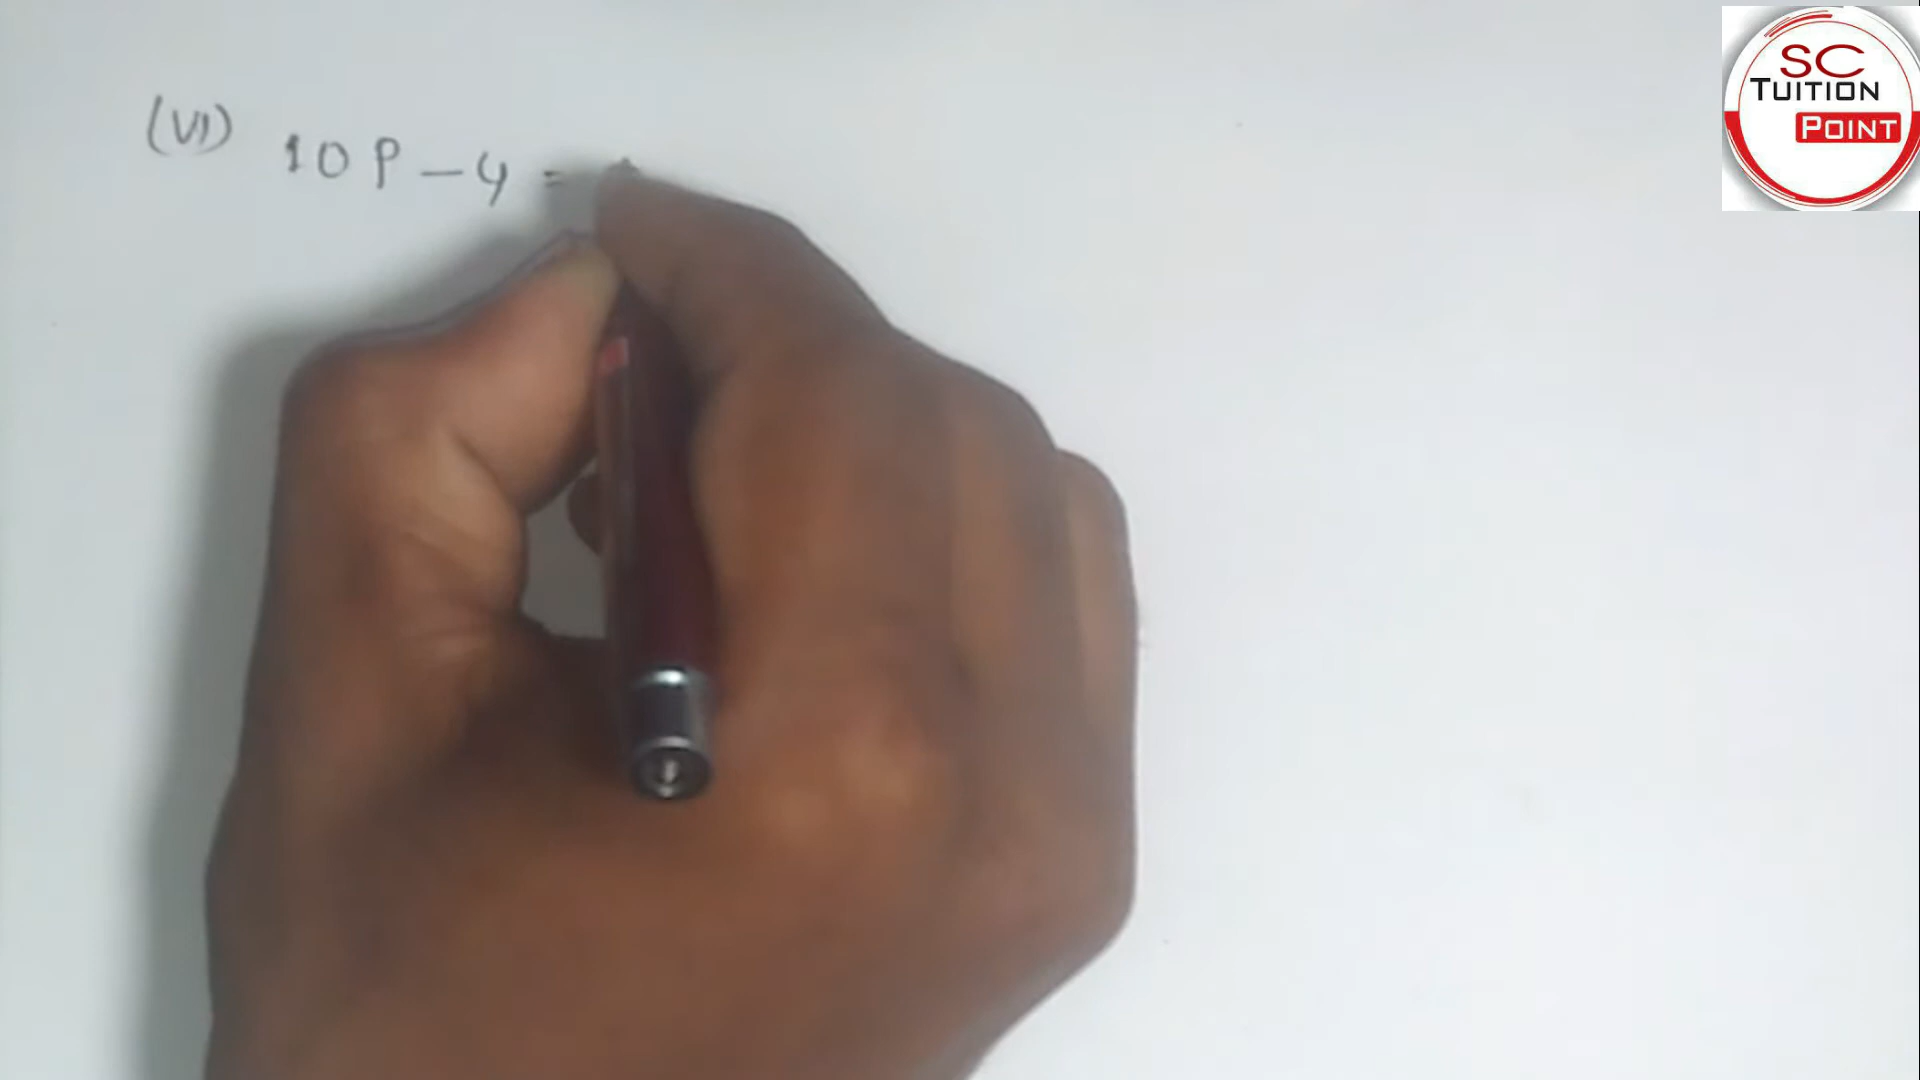 (VI) 10P - 4 =
SC
TUITION
POINT